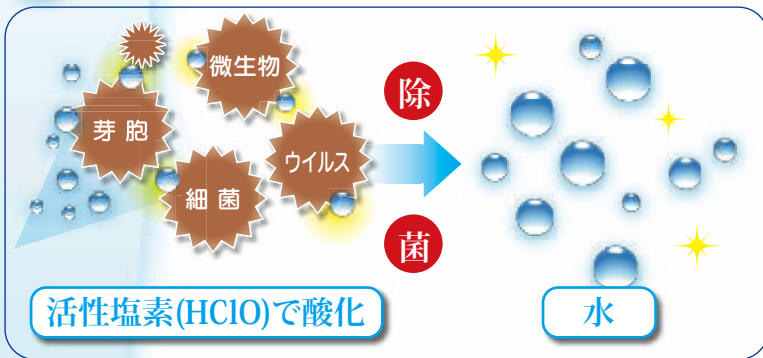 微生物
芽胞
ウイルス
細菌
除
菌
活性塩素(HClO)で酸化
水